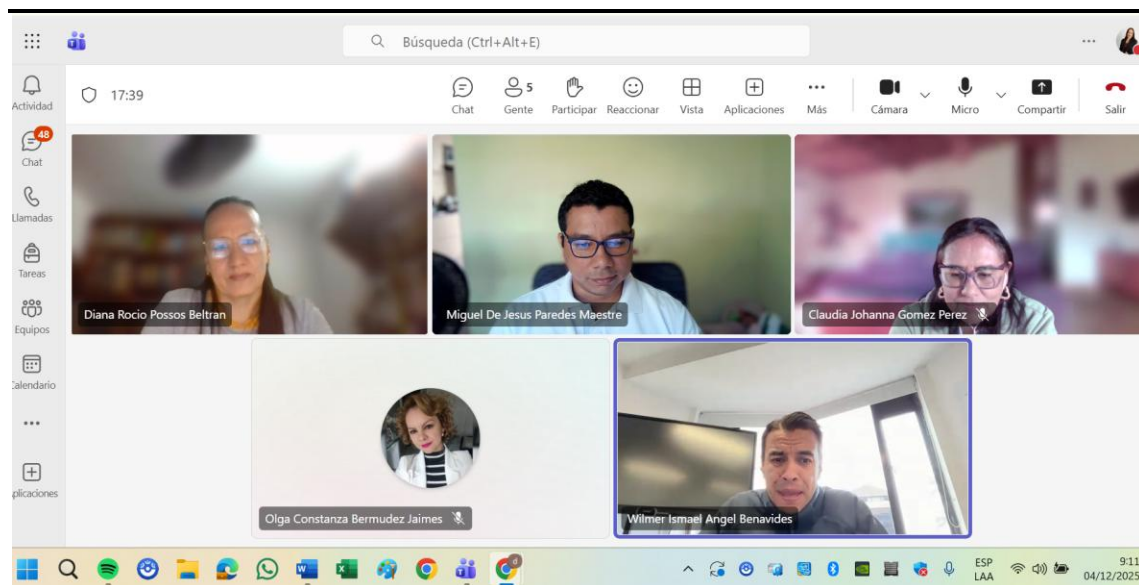 Búsqueda (Ctrl+Alt+E)
Actividad
17:39
Chat
5
Gente
Participar
Reaccionar
Vista
Aplicaciones
Más
Cámara
Micro
Compartir
Salir
48
Chat
Llamadas
Tareas
Equipos
Calendario
plicaciones
Diana Rocio Possos Beltran
Miguel De Jesus Paredes Maestre
Claudia Johanna Gomez Perez
Olga Constanza Bermudez Jaimes
Wilmer Ismael Angel Benavides
ESP
LAA
9:11
04/12/2025